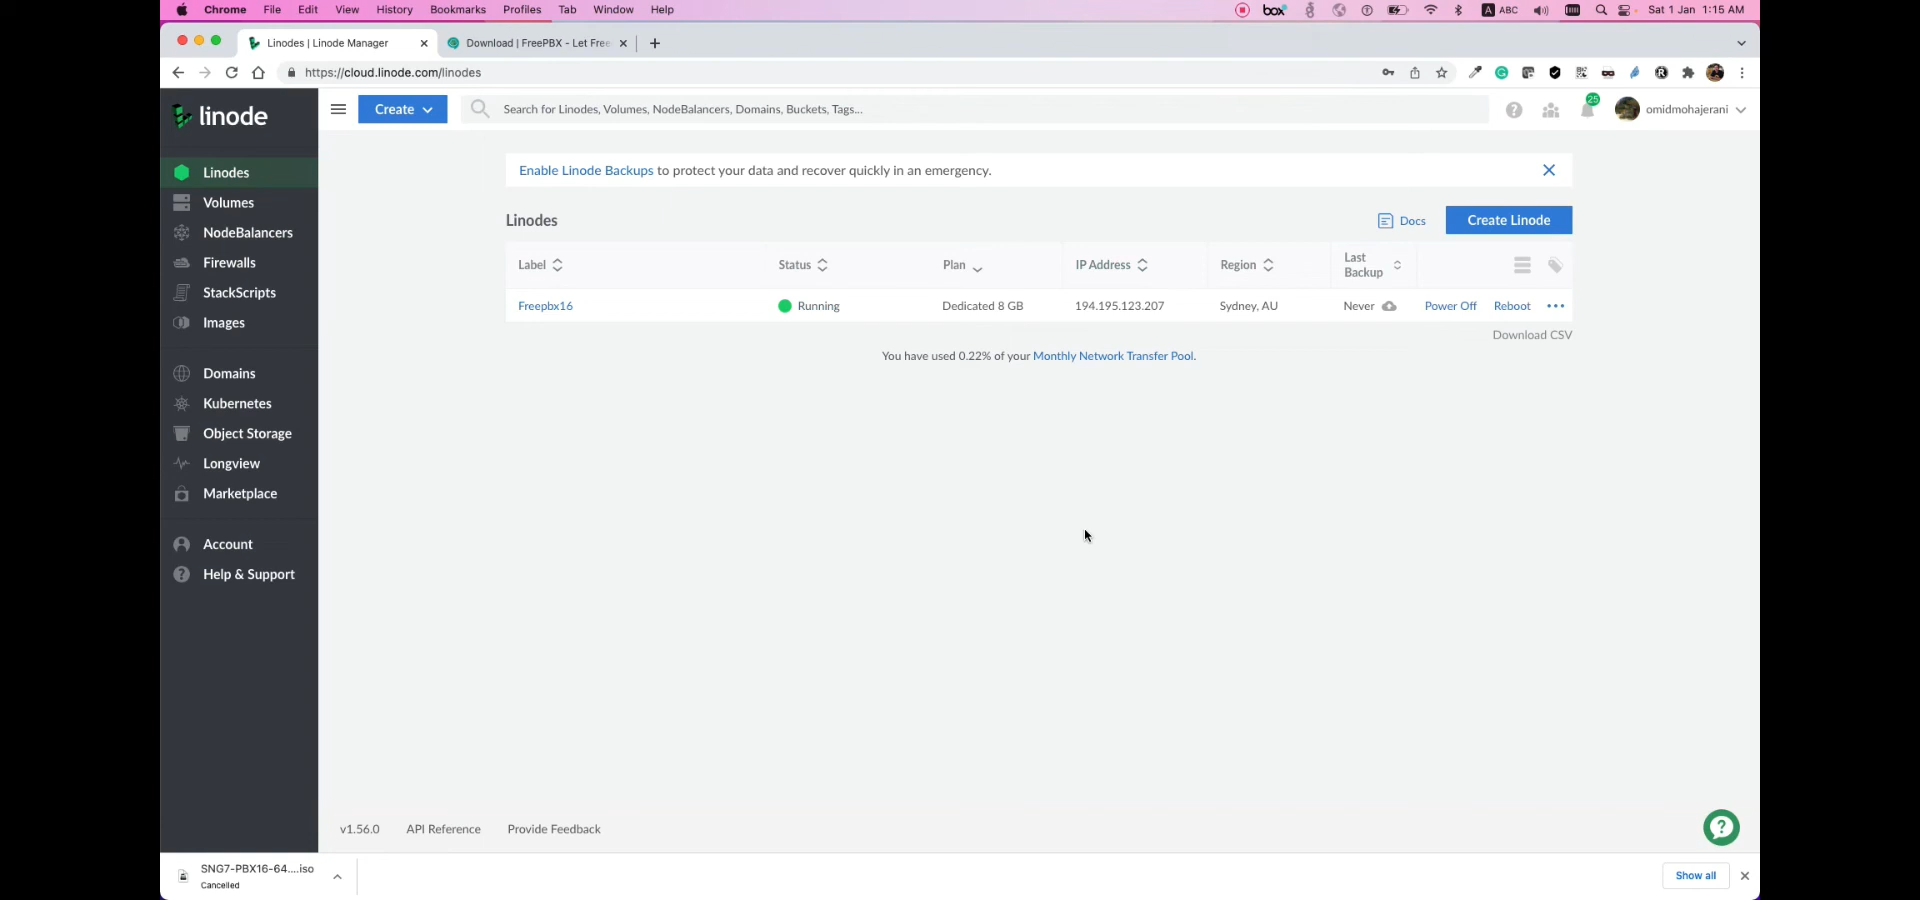 Chrome File Edit View History Bookmarks Profiles Tab Window Help box A ABC Sat 1 Jan 1:15 AM
Linodes | Linode Manager Download | FreePBX - Let Free
https://cloud.linode.com/linodes
linode Create Search for Linodes, Volumes, NodeBalancers, Domains, Buckets, Tags... 25 omidmohajerani
Linodes
Volumes
NodeBalancers
Firewalls
StackScripts
Images
Domains
Kubernetes
Object Storage
Longview
Marketplace
Account
Help & Support
Enable Linode Backups to protect your data and recover quickly in an emergency.
Linodes Docs Create Linode
Label Status Plan IP Address Region Last Backup
Freepbx16 Running Dedicated 8 GB 194.195.123.207 Sydney, AU Never Power Off Reboot
Download CSV
You have used 0.22% of your Monthly Network Transfer Pool.
v1.56.0 API Reference Provide Feedback
SNG7-PBX16-64....iso
Cancelled
Show all